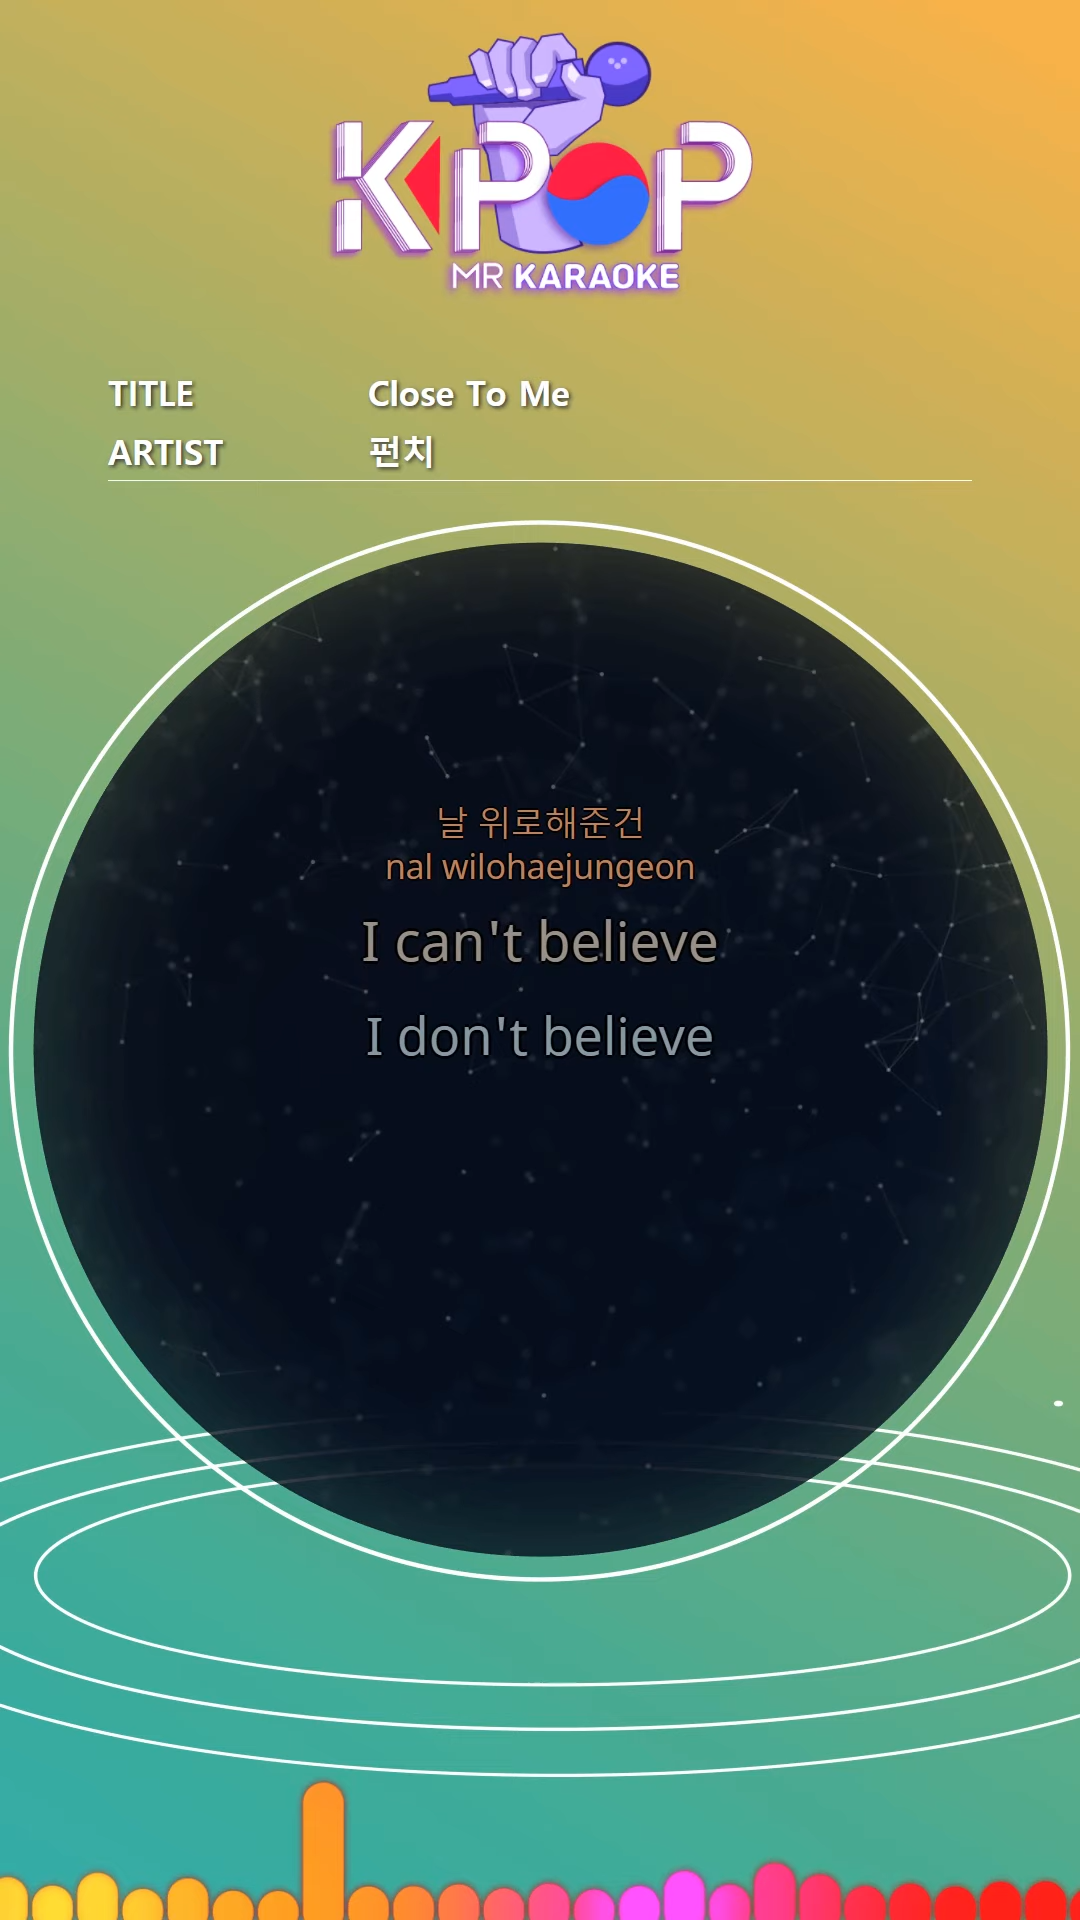 KPOP
MR KARAOKE
TITLE Close To Me
ARTIST 펀치
날 위로해준건
nal wilohaejungeon
I can't believe
I don't believe